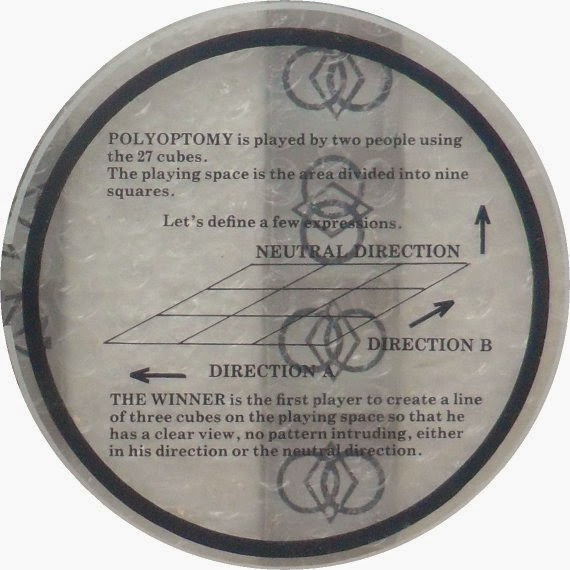 POLYOPTOMY is played by two people using
the 27 cubes.
The playing space is the area divided into nine
squares.
Let's define a few expressions.
NEUTRAL DIRECTION
DIRECTION B
DIRECTION A
THE WINNER is the first player to create a line
of three cubes on the playing space so that he
has a clear view, no pattern intruding, either
in his direction or the neutral direction.